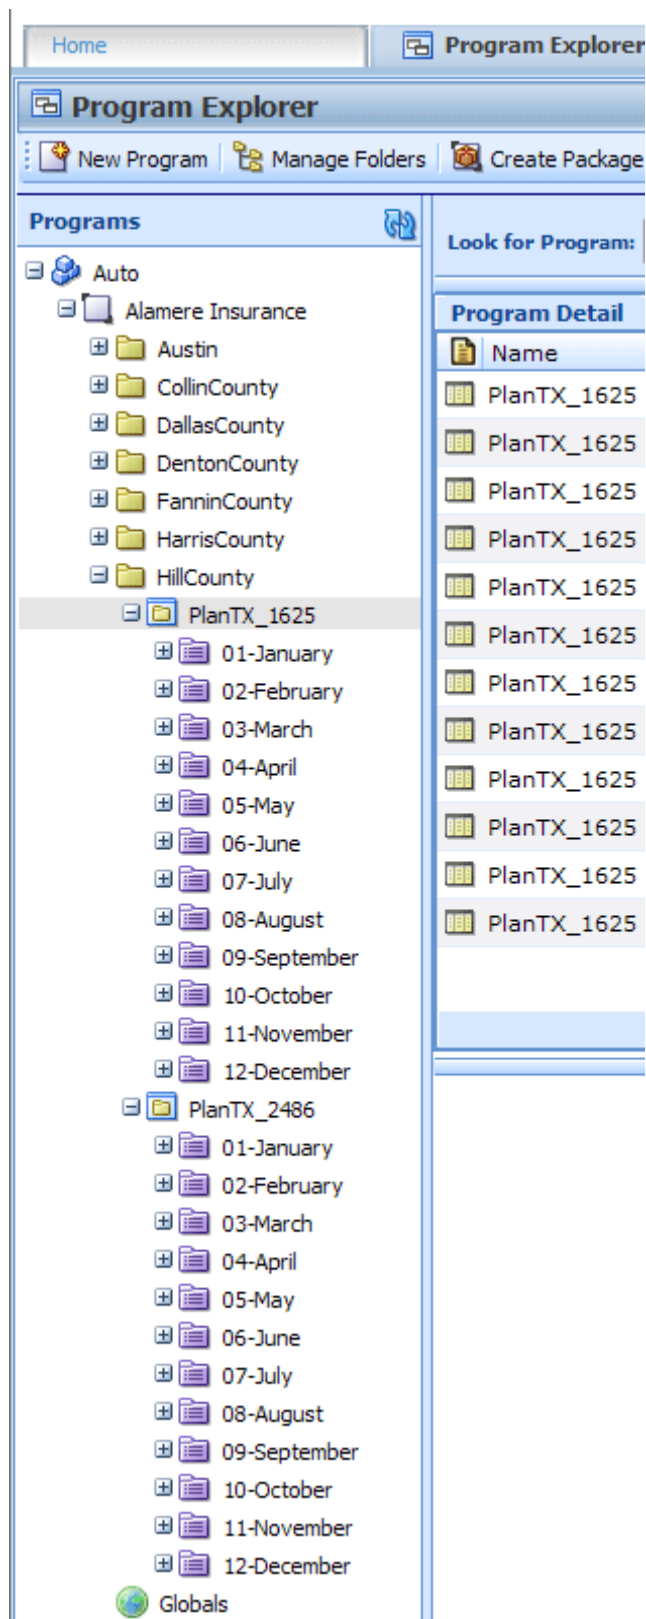 Home
Program Explorer
Program Explorer
New Program
Manage Folders
Create Package
Programs
Auto
Alamere Insurance
Austin
CollinCounty
DallasCounty
DentonCounty
FanninCounty
HarrisCounty
HillCounty
PlanTX_1625
01-January
02-February
03-March
04-April
05-May
06-June
07-July
08-August
09-September
10-October
11-November
12-December
PlanTX_2486
01-January
02-February
03-March
04-April
05-May
06-June
07-July
08-August
09-September
10-October
11-November
12-December
Globals
Look for Program:
Program Detail
Name
PlanTX_1625
PlanTX_1625
PlanTX_1625
PlanTX_1625
PlanTX_1625
PlanTX_1625
PlanTX_1625
PlanTX_1625
PlanTX_1625
PlanTX_1625
PlanTX_1625
PlanTX_1625